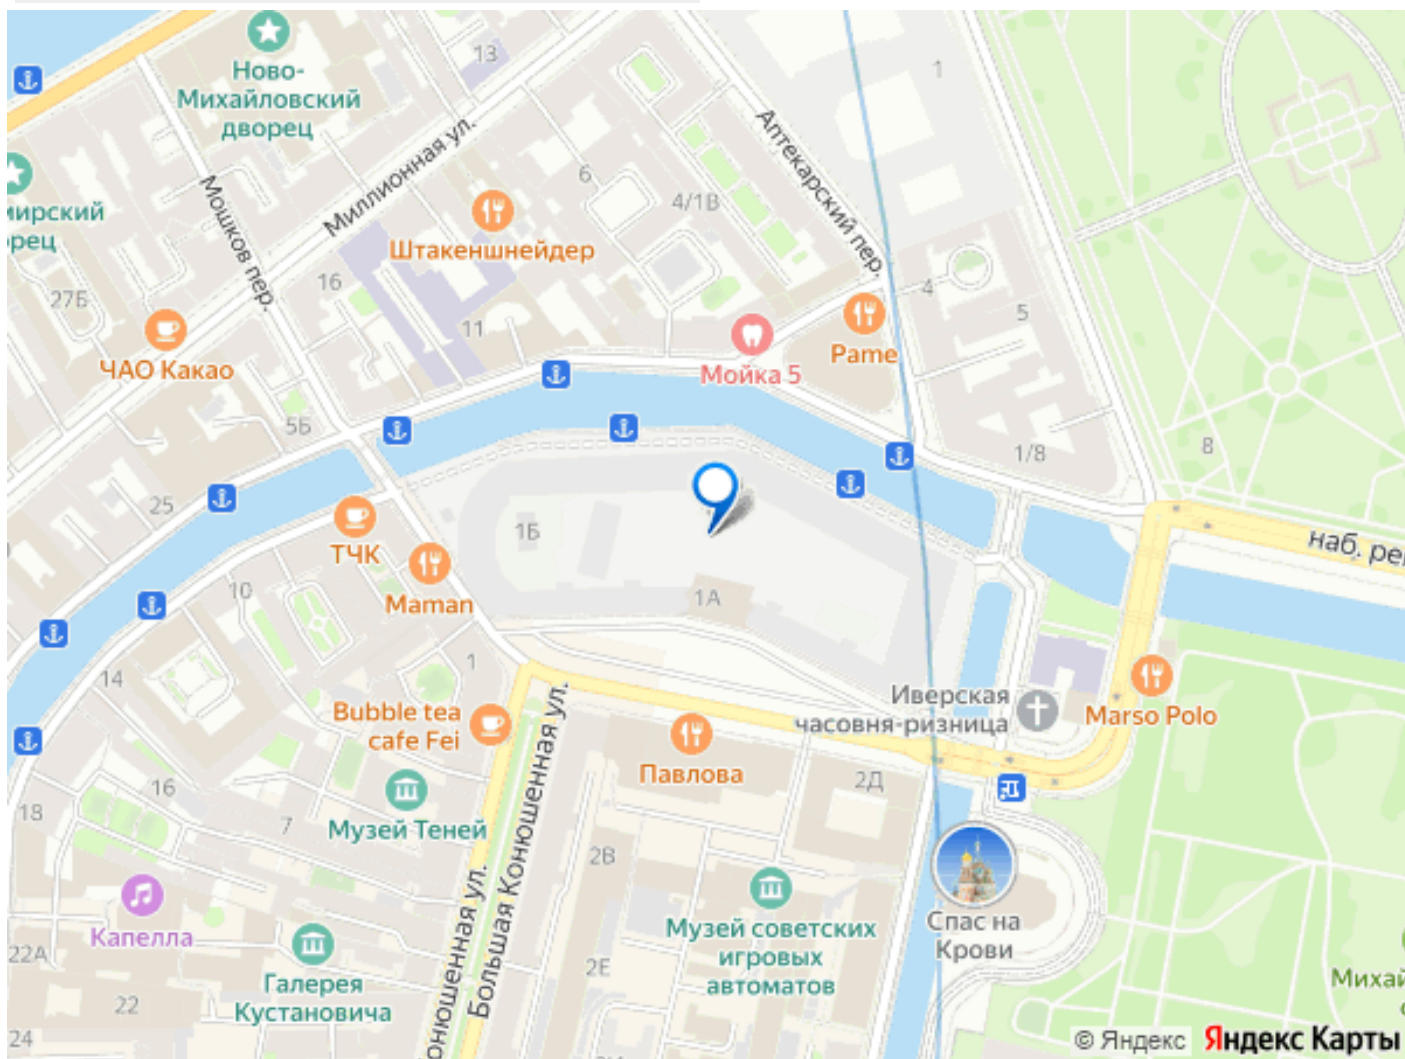 Ново-
Михайловский
дворец
13
1
Миллионная ул.
Аптекарский пер.
Мошков пер.
6
4/1В
мирский
рец
Штакеншнейдер
27Б
16
11
4
5
ЧАО Какао
Мойка 5
Pame
5Б
1/8
8
25
1Б
наб. ре
ТЧК
10
Maman
1А
14
1
Иверская
часовня-ризница
Marso Polo
Bubble tea
cafe Fei
Павлова
2Д
16
18
7
Музей Теней
Большая Конюшенная ул.
онюшенная ул.
2В
Капелла
22А
Музей советских
игровых
автоматов
Спас на
Крови
Галерея
Кустановича
2Е
22
24
Михай
© Яндекс Яндекс Карты